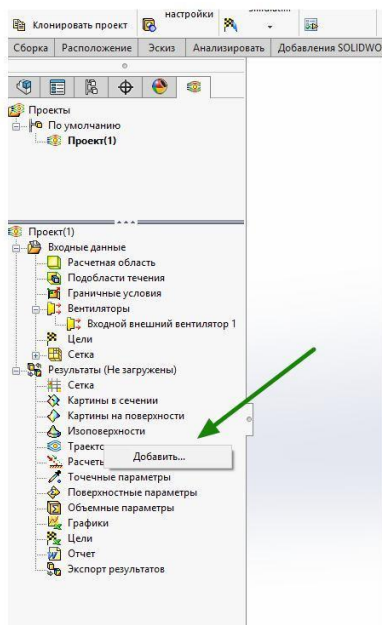 настройки
Клонировать проект
Сборка Расположение Эскиз Анализировать Добавления SOLIDWO
Проекты
По умолчанию
Проект(1)
Проект(1)
Входные данные
Расчетная область
Подобласти течения
Граничные условия
Вентиляторы
Входной внешний вентилятор 1
Цели
Сетка
Результаты (Не загружены)
Сетка
Картины в сечении
Картины на поверхности
Изоповерхности
Траекто
Добавить...
Расчеты
Точечные параметры
Поверхностные параметры
Объемные параметры
Графики
Цели
Отчет
Экспорт результатов